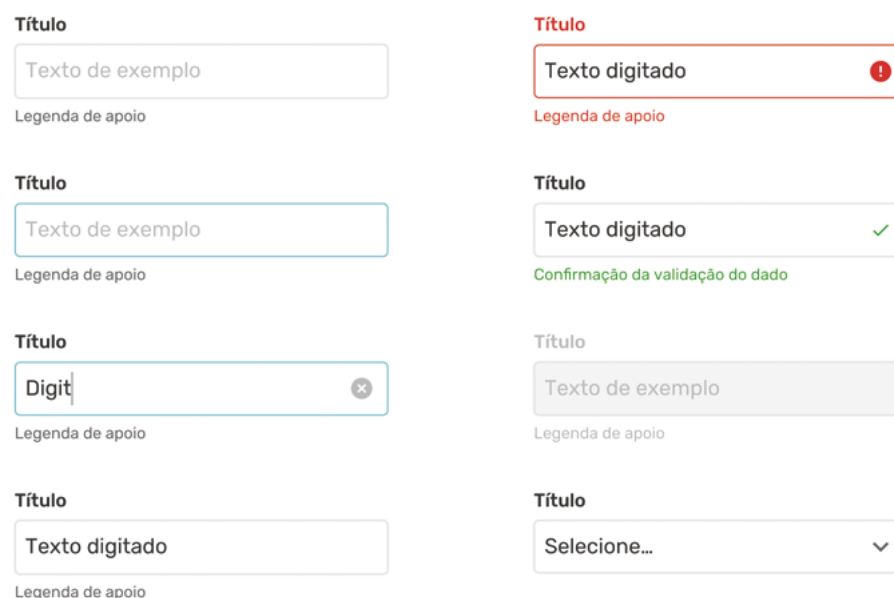 Título
Texto de exemplo
Legenda de apoio
Título
Texto de exemplo
Legenda de apoio
Título
Digit
Legenda de apoio
Título
Texto digitado
Legenda de apoio
Título
Texto digitado
Legenda de apoio
Título
Texto digitado
Confirmação da validação do dado
Título
Texto de exemplo
Legenda de apoio
Título
Selecione...